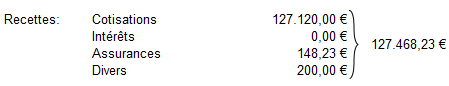 Recettes: Cotisations 127.120,00 €
Intérêts 0,00 €
Assurances 148,23 €
Divers 200,00 €
127.468,23 €